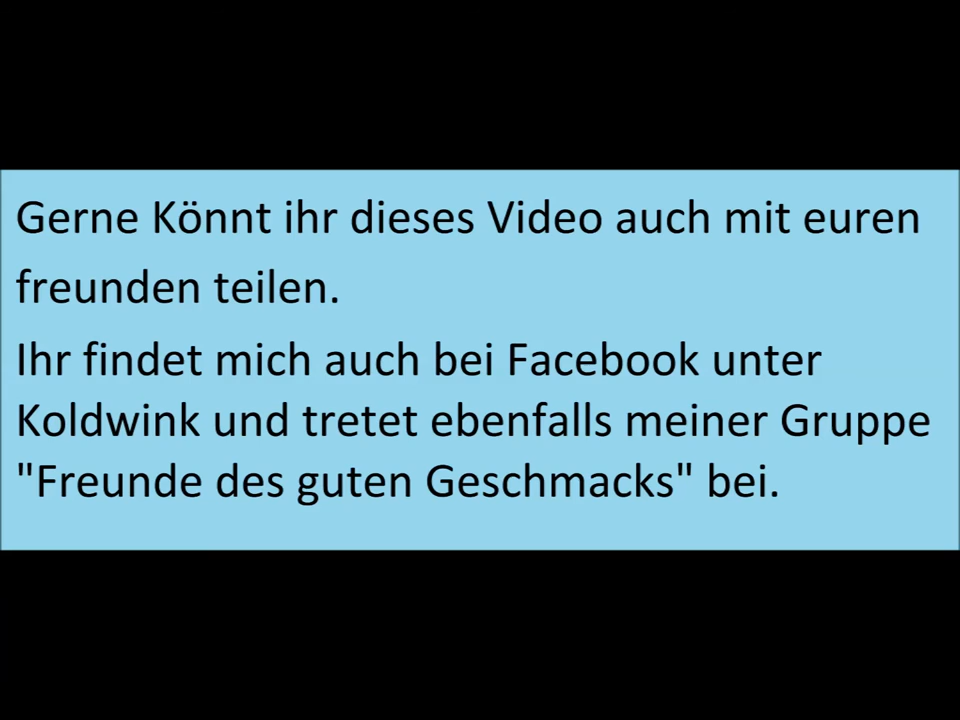 Gerne Könnt ihr dieses Video auch mit euren
freunden teilen.
Ihr findet mich auch bei Facebook unter
Koldwink und tretet ebenfalls meiner Gruppe
"Freunde des guten Geschmacks" bei.